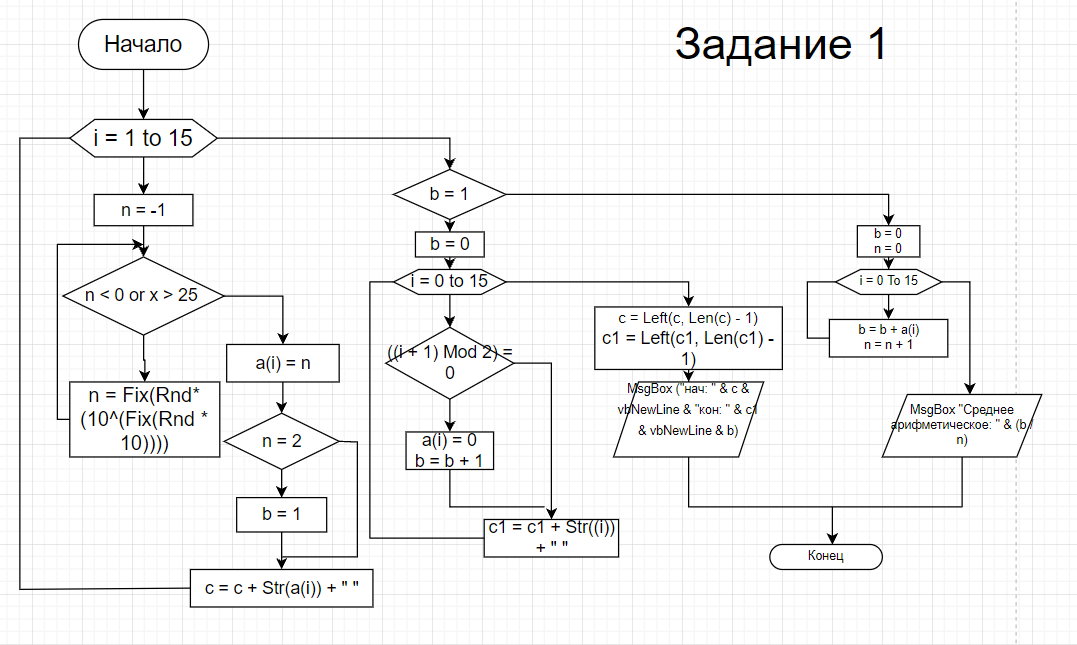 Задание 1
Начало
i = 1 to 15
n = -1
n < 0 or x > 25
n = Fix(Rnd*
(10^(Fix(Rnd *
10))))
a(i) = n
n = 2
b = 1
c = c + Str(a(i)) + " "
b = 1
b = 0
i = 0 to 15
((i + 1) Mod 2) =
0
a(i) = 0
b = b + 1
c1 = c1 + Str((i))
+ " "
c = Left(c, Len(c) - 1)
c1 = Left(c1, Len(c1) -
1)
MsgBox ("нач: " & c &
vbNewLine & "кон: " & c1
& vbNewLine & b)
b = 0
n = 0
i = 0 To 15
b = b + a(i)
n = n + 1
MsgBox "Среднее
арифметическое: " & (b /
n)
Конец